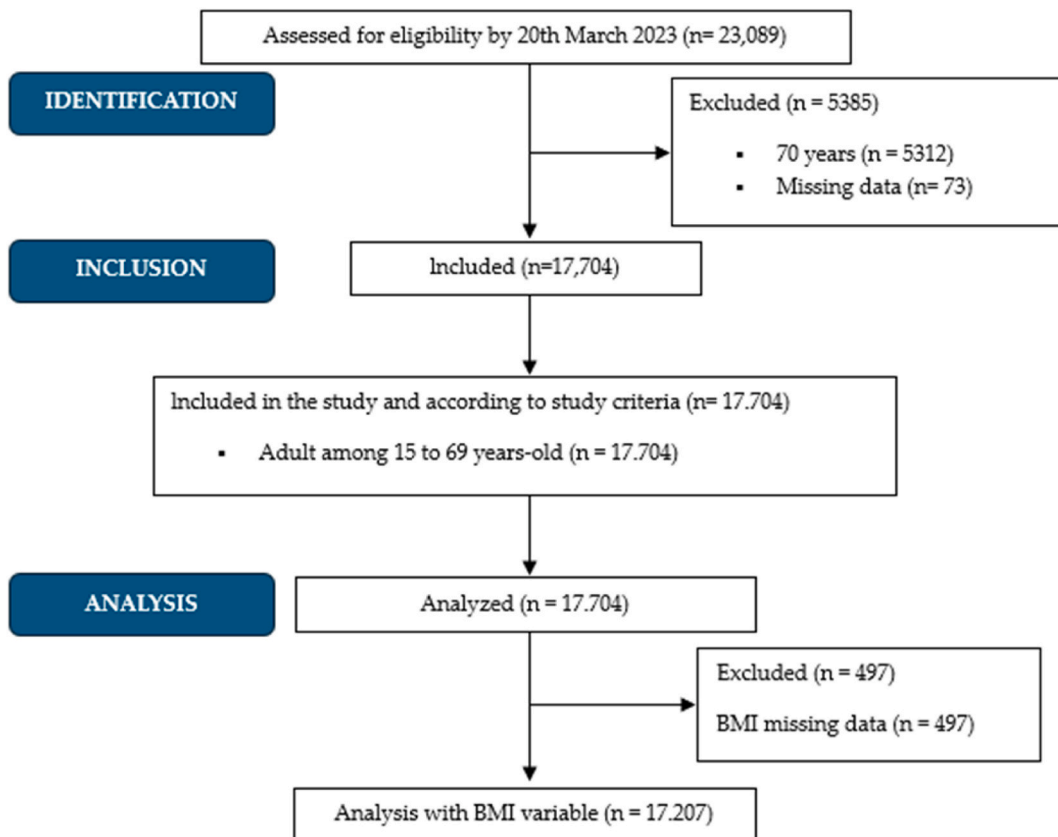 Assessed for eligibility by 20th March 2023 (n= 23,089)
IDENTIFICATION
Excluded (n = 5385)
▪ 70 years (n = 5312)
▪ Missing data (n= 73)
INCLUSION
Included (n=17,704)
Included in the study and according to study criteria (n= 17.704)
▪ Adult among 15 to 69 years-old (n = 17.704)
ANALYSIS
Analyzed (n = 17.704)
Excluded (n = 497)
BMI missing data (n = 497)
Analysis with BMI variable (n = 17.207)